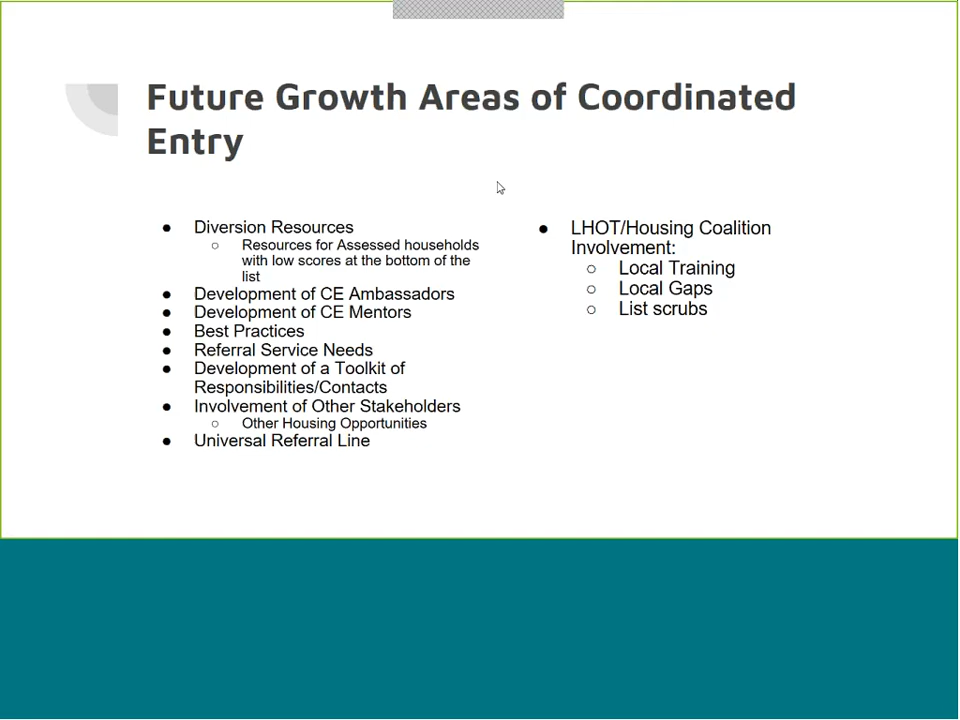 Future Growth Areas of Coordinated
Entry
● Diversion Resources
○ Resources for Assessed households
with low scores at the bottom of the
list
● Development of CE Ambassadors
● Development of CE Mentors
● Best Practices
● Referral Service Needs
● Development of a Toolkit of
Responsibilities/Contacts
● Involvement of Other Stakeholders
○ Other Housing Opportunities
● Universal Referral Line
● LHOT/Housing Coalition
Involvement:
○ Local Training
○ Local Gaps
○ List scrubs